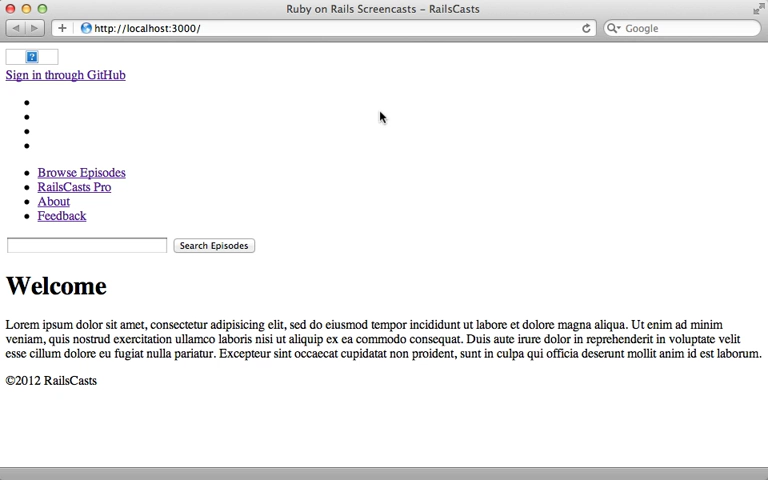 Ruby on Rails Screencasts – RailsCasts
http://localhost:3000/
Google
?
Sign in through GitHub
Browse Episodes
RailsCasts Pro
About
Feedback
Search Episodes
Welcome
Lorem ipsum dolor sit amet, consectetur adipisicing elit, sed do eiusmod tempor incididunt ut labore et dolore magna aliqua. Ut enim ad minim
veniam, quis nostrud exercitation ullamco laboris nisi ut aliquip ex ea commodo consequat. Duis aute irure dolor in reprehenderit in voluptate velit
esse cillum dolore eu fugiat nulla pariatur. Excepteur sint occaecat cupidatat non proident, sunt in culpa qui officia deserunt mollit anim id est laborum.
©2012 RailsCasts